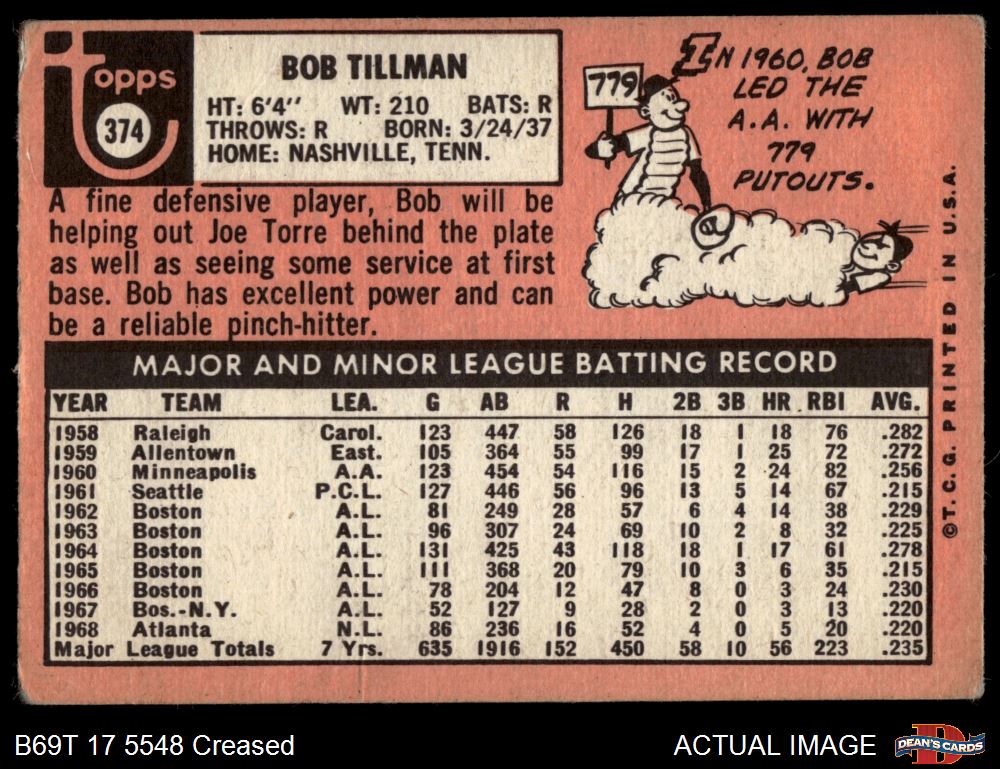 topps
374
BOB TILLMAN
HT: 6'4" WT: 210 BATS: R
THROWS: R BORN: 3/24/37
HOME: NASHVILLE, TENN.
A fine defensive player, Bob will be
helping out Joe Torre behind the plate
as well as seeing some service at first
base. Bob has excellent power and can
be a reliable pinch-hitter.
779
IN 1960, BOB
LED THE
A.A. WITH
779
PUTOUTS.
MAJOR AND MINOR LEAGUE BATTING RECORD
YEAR TEAM LEA. G AB R H 2B 3B HR RBI AVG.
1958 Raleigh Carol. 123 447 58 126 18 1 18 76 .282
1959 Allentown East. 105 364 55 99 17 1 25 72 .272
1960 Minneapolis A.A. 123 454 54 116 15 2 24 82 .256
1961 Seattle P.C.L. 127 446 56 96 13 5 14 67 .215
1962 Boston A.L. 81 249 28 57 6 4 14 38 .229
1963 Boston A.L. 96 307 24 69 10 2 8 32 .225
1964 Boston A.L. 131 425 43 118 18 1 17 61 .278
1965 Boston A.L. 111 368 20 79 10 3 6 35 .215
1966 Boston A.L. 78 204 12 47 8 0 3 24 .230
1967 Bos.-N.Y. A.L. 52 127 9 28 2 0 3 13 .220
1968 Atlanta N.L. 86 236 16 52 4 0 5 20 .220
Major League Totals 7 Yrs. 635 1916 152 450 58 10 56 223 .235
©T. C. G. PRINTED IN U.S.A.
B69T 17 5548 Creased
ACTUAL IMAGE
D
DEAN'S CARDS